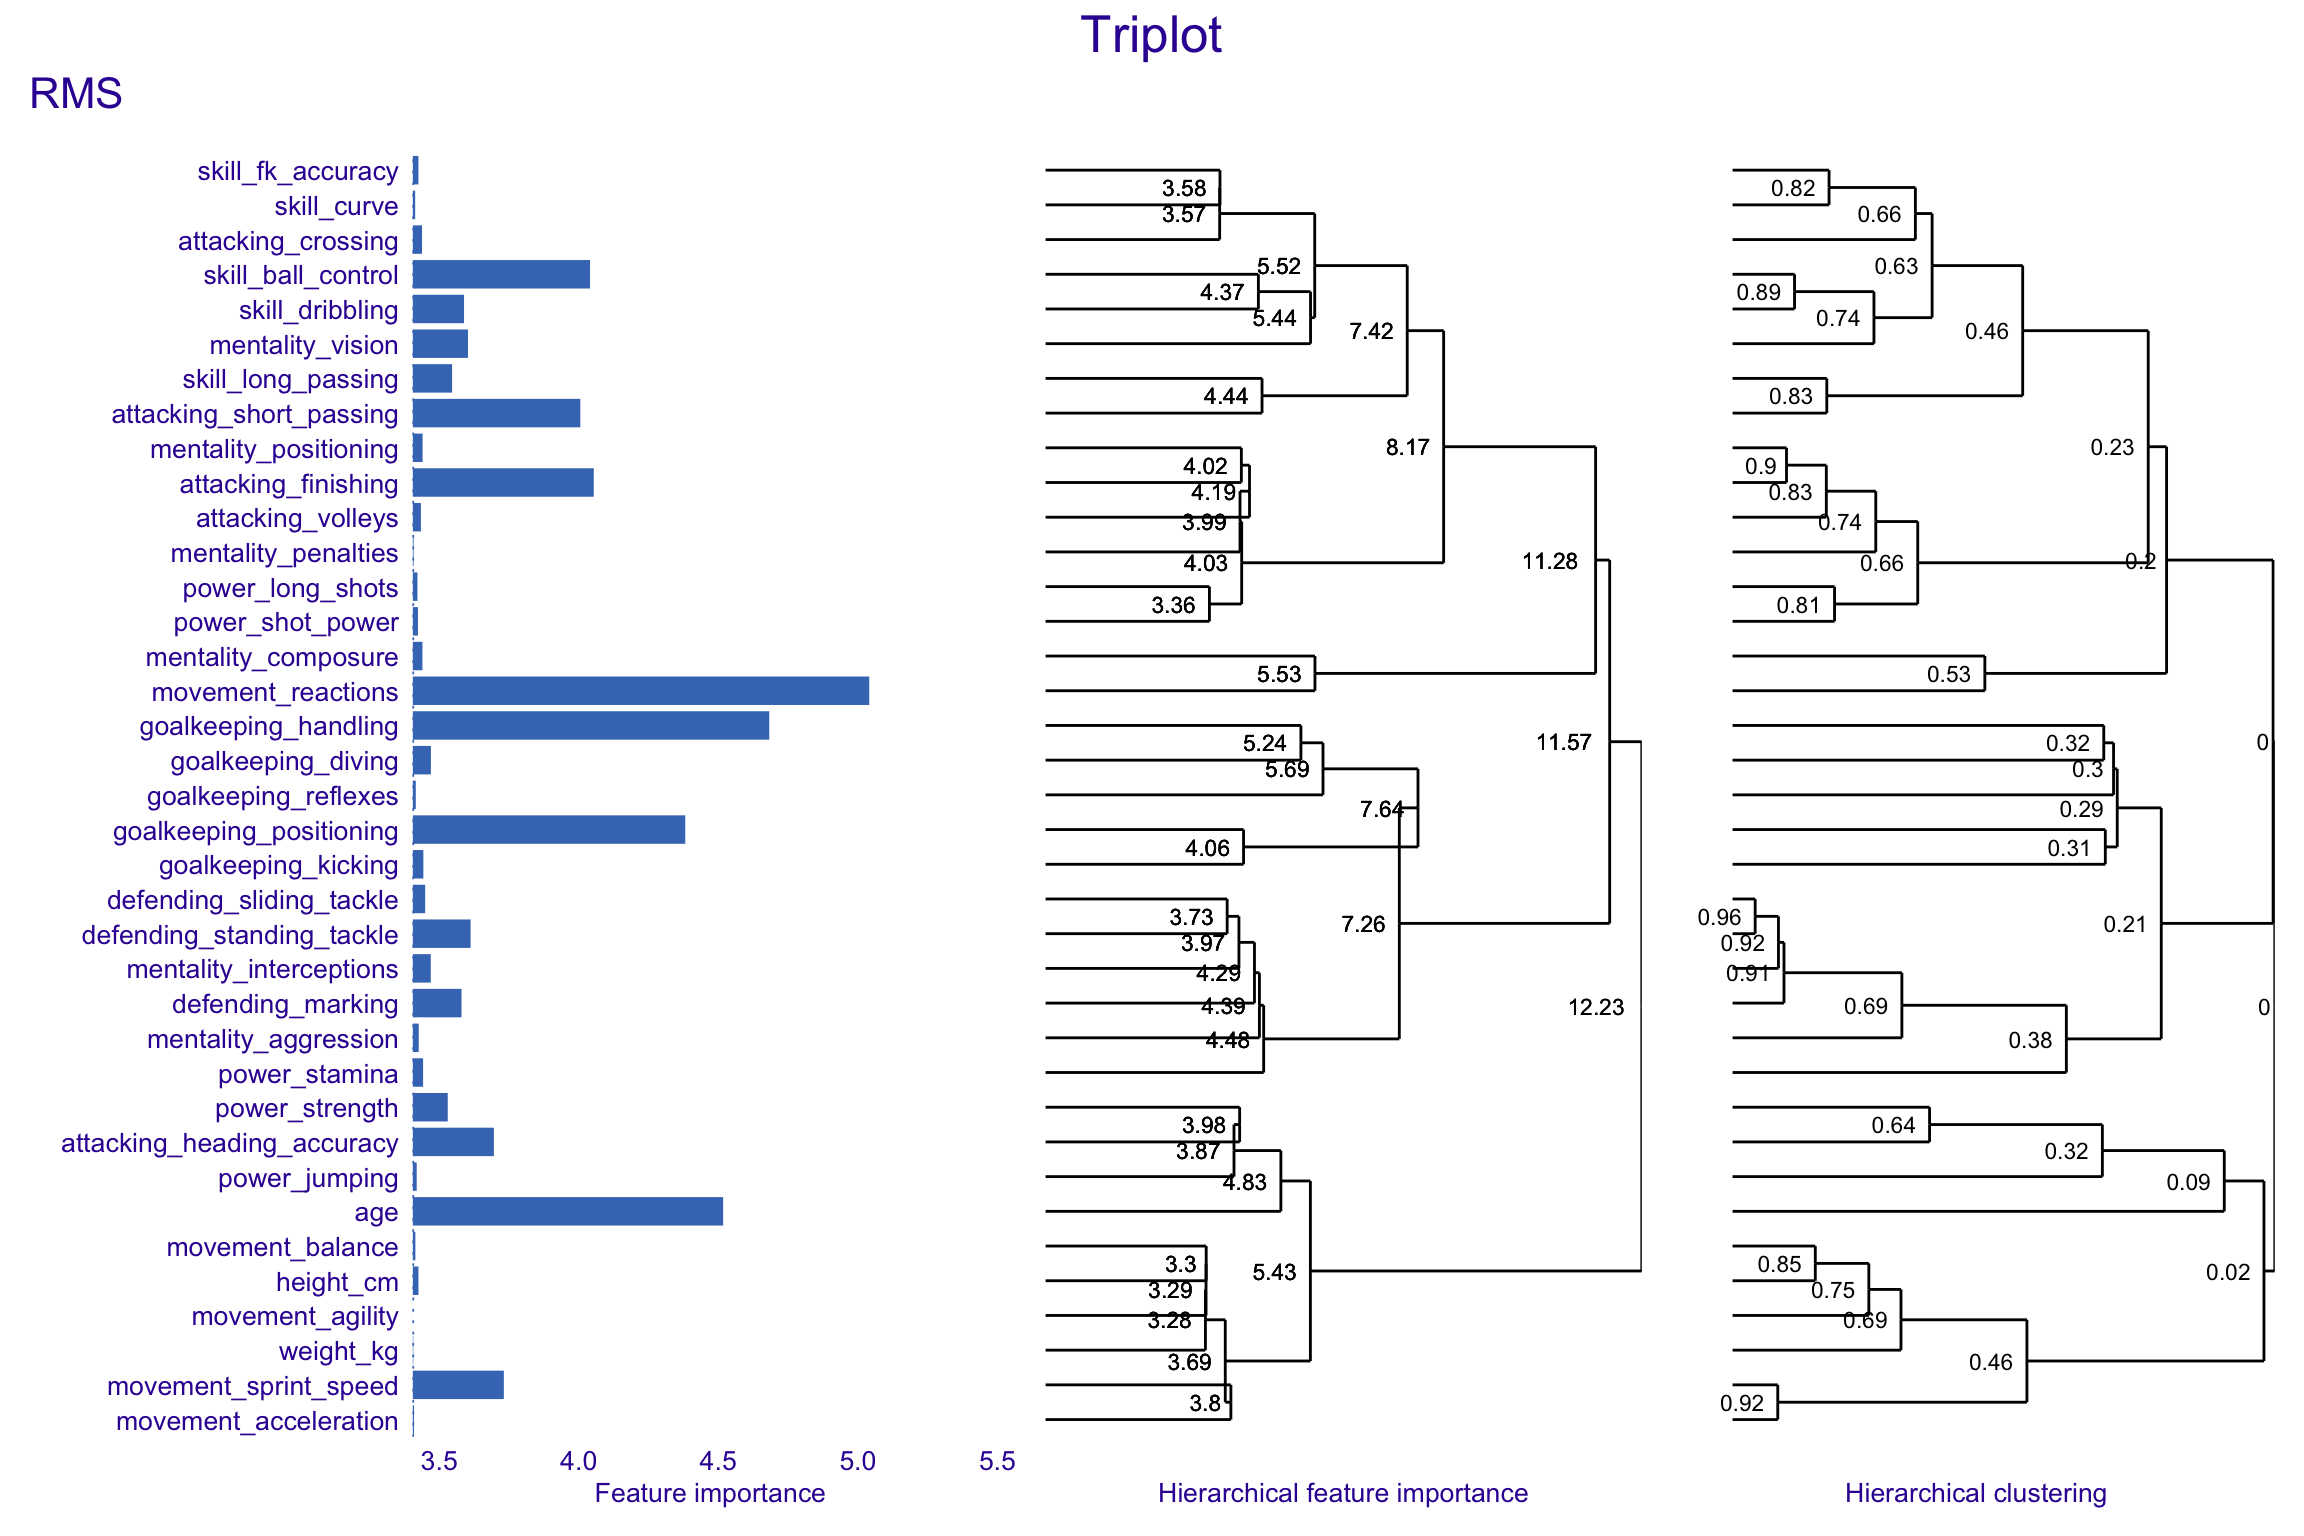 Triplot
RMS
skill_fk_accuracy
skill_curve
attacking_crossing
skill_ball_control
skill_dribbling
mentality_vision
skill_long_passing
attacking_short_passing
mentality_positioning
attacking_finishing
attacking_volleys
mentality_penalties
power_long_shots
power_shot_power
mentality_composure
movement_reactions
goalkeeping_handling
goalkeeping_diving
goalkeeping_reflexes
goalkeeping_positioning
goalkeeping_kicking
defending_sliding_tackle
defending_standing_tackle
mentality_interceptions
defending_marking
mentality_aggression
power_stamina
power_strength
attacking_heading_accuracy
power_jumping
age
movement_balance
height_cm
movement_agility
weight_kg
movement_sprint_speed
movement_acceleration
3.5 4.0 4.5 5.0 5.5
Feature importance
3.58
3.57
5.52
4.37
5.44
7.42
4.44
8.17
4.02
4.19
3.99
11.28
4.03
3.36
5.53
11.57
5.24
5.69
7.64
4.06
3.73
7.26
3.97
4.29
4.39
12.23
4.48
3.98
3.87
4.83
3.3
5.43
3.29
3.28
3.69
3.8
Hierarchical feature importance
0.82
0.66
0.63
0.89
0.74
0.46
0.83
0.23
0.9
0.83
0.74
0.2
0.66
0.81
0.53
0
0.32
0.3
0.29
0.31
0.96
0.21
0.92
0.91
0.69
0
0.38
0.64
0.32
0.09
0.85
0.02
0.75
0.69
0.46
0.92
Hierarchical clustering